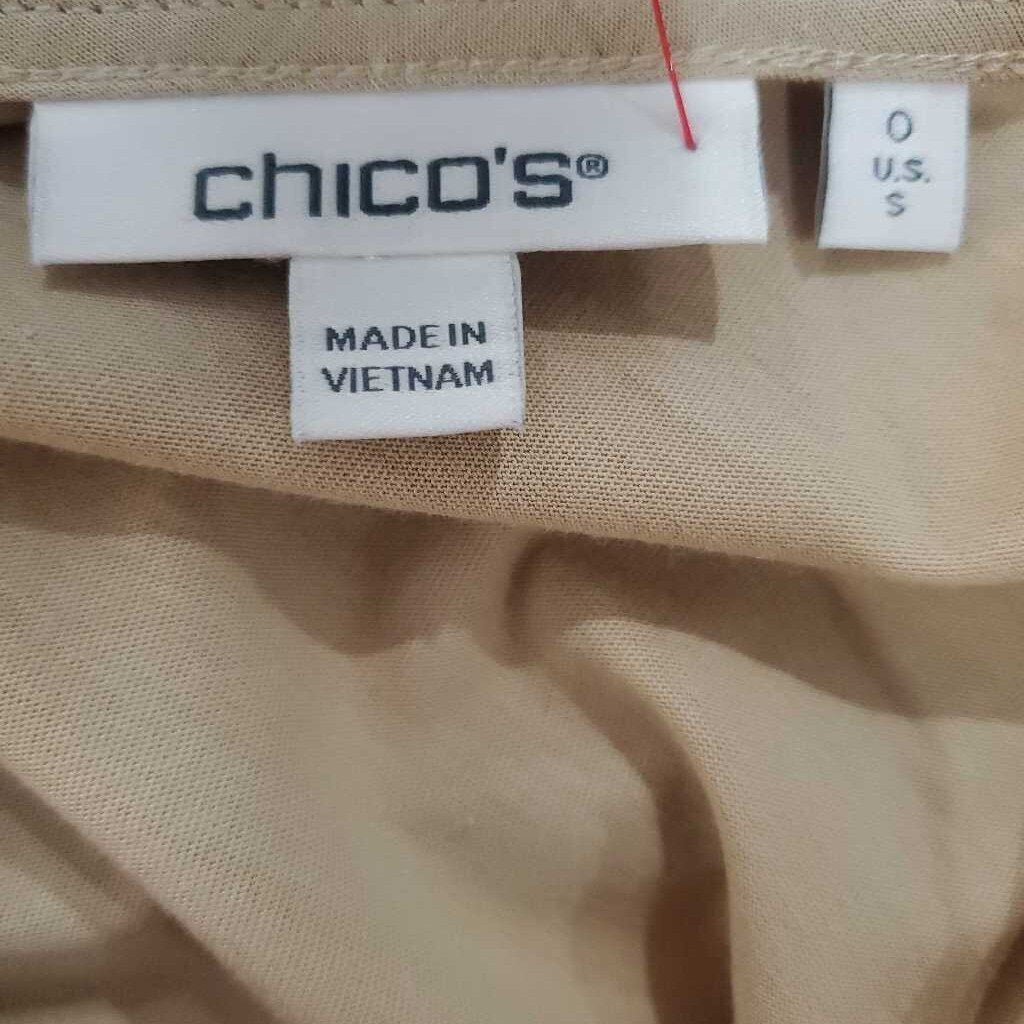 chico's®
MADE IN
VIETNAM
0
U.S.
S